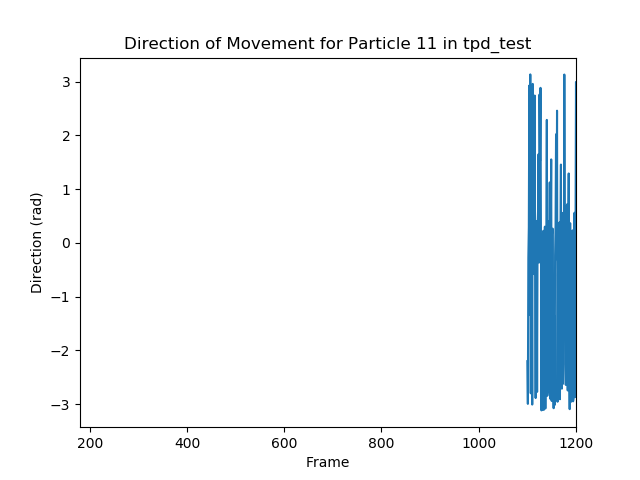 Direction of Movement for Particle 11 in tpd_test
3
2
1
0
−1
−2
−3
Direction (rad)
200 400 600 800 1000 1200
Frame